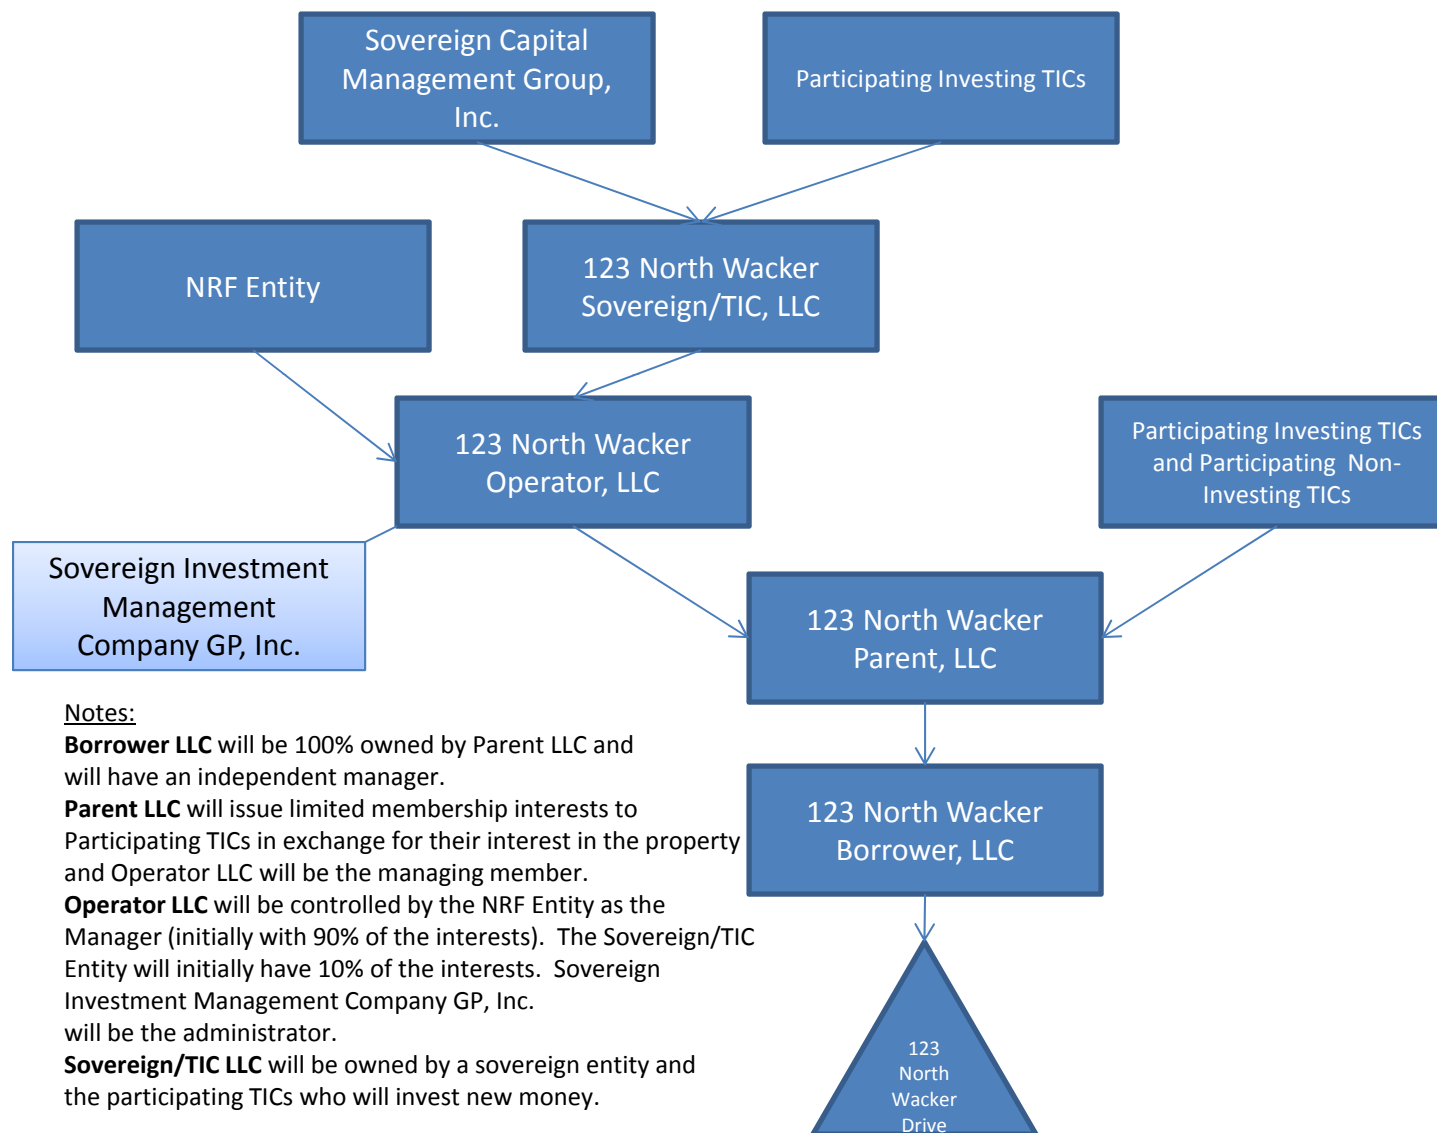 Sovereign Capital
Management Group,
Inc.
Participating Investing TICs
NRF Entity
123 North Wacker
Sovereign/TIC, LLC
123 North Wacker
Operator, LLC
Participating Investing TICs
and Participating  Non-
Investing TICs
Sovereign Investment
Management
Company GP, Inc.
123 North Wacker
Parent, LLC
Notes:
Borrower LLC will be 100% owned by Parent LLC and
will have an independent manager.
Parent LLC will issue limited membership interests to
Participating TICs in exchange for their interest in the property
and Operator LLC will be the managing member.
Operator LLC will be controlled by the NRF Entity as the
Manager (initially with 90% of the interests).  The Sovereign/TIC
Entity will initially have 10% of the interests.  Sovereign
Investment Management Company GP, Inc.
will be the administrator.
Sovereign/TIC LLC will be owned by a sovereign entity and
the participating TICs who will invest new money.
123 North Wacker
Borrower, LLC
123
North
Wacker
Drive